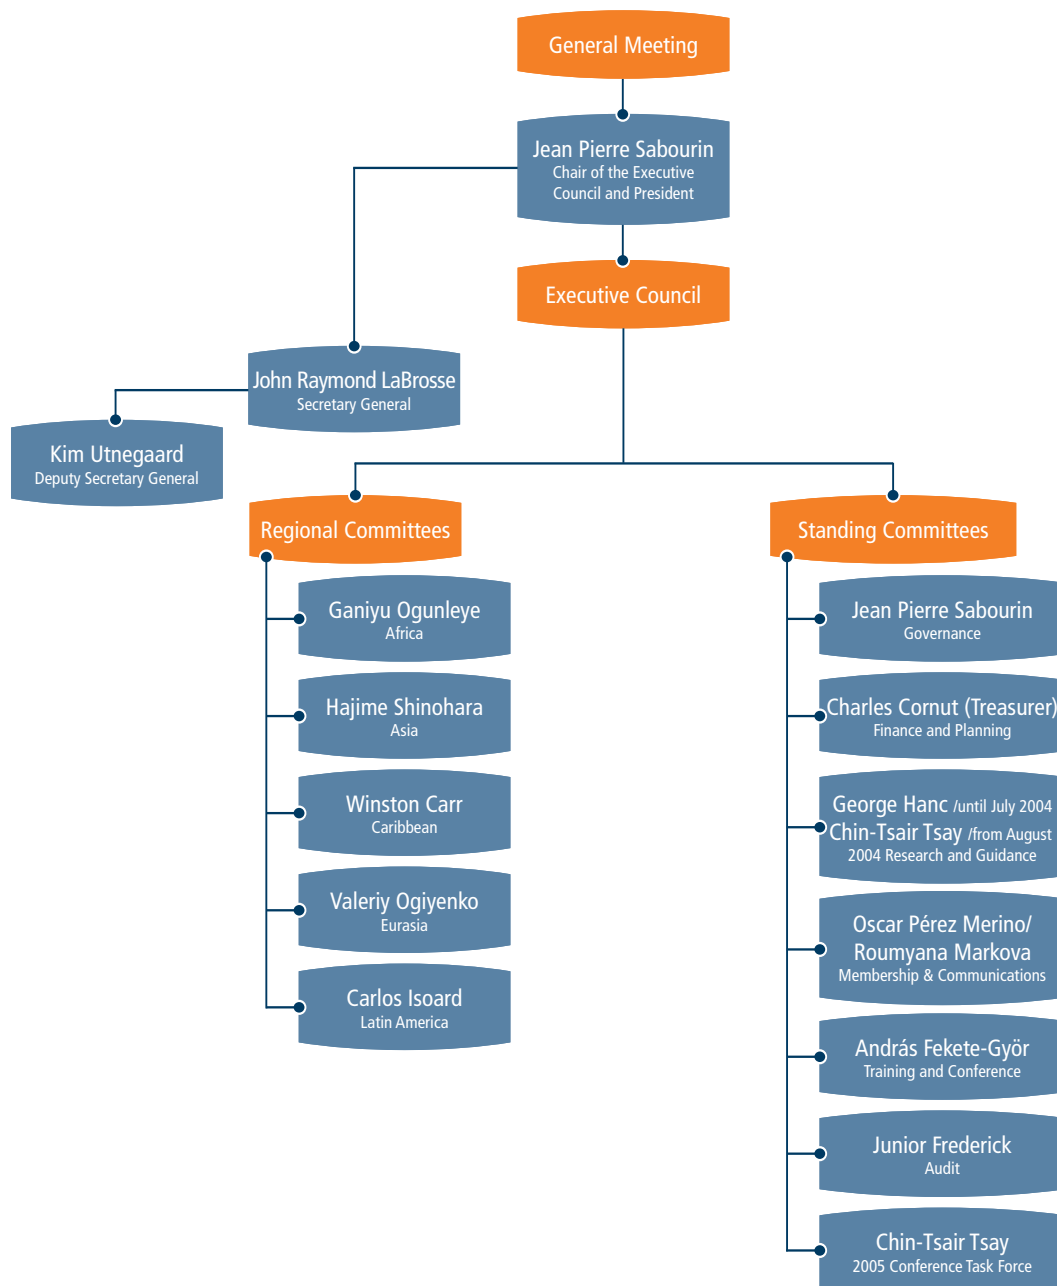 General Meeting
Jean Pierre Sabourin
Chair of the Executive
Council and President
Executive Council
John Raymond LaBrosse
Secretary General
Kim Utnegaard
Deputy Secretary General
Regional Committees
Ganiyu Ogunleye
Africa
Hajime Shinohara
Asia
Winston Carr
Caribbean
Valeriy Ogiyenko
Eurasia
Carlos Isoard
Latin America
Standing Committees
Jean Pierre Sabourin
Governance
Charles Cornut (Treasurer)
Finance and Planning
George Hanc /until July 2004
Chin-Tsair Tsay /from August
2004 Research and Guidance
Oscar Pérez Merino/
Roumyana Markova
Membership & Communications
András Fekete-Györ
Training and Conference
Junior Frederick
Audit
Chin-Tsair Tsay
2005 Conference Task Force